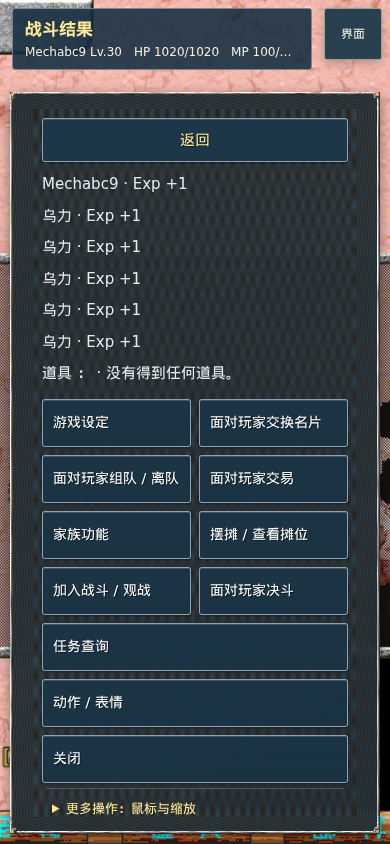 战斗结果
Mechabc9 Lv.30 HP 1020/1020 MP 100/...
界面
返回
Mechabc9 · Exp +1
乌力 · Exp +1
乌力 · Exp +1
乌力 · Exp +1
乌力 · Exp +1
乌力 · Exp +1
道具 : · 没有得到任何道具。
游戏设定
面对玩家交换名片
面对玩家组队 / 离队
面对玩家交易
家族功能
摆摊 / 查看摊位
加入战斗 / 观战
面对玩家决斗
任务查询
动作 / 表情
关闭
▶ 更多操作: 鼠标与缩放